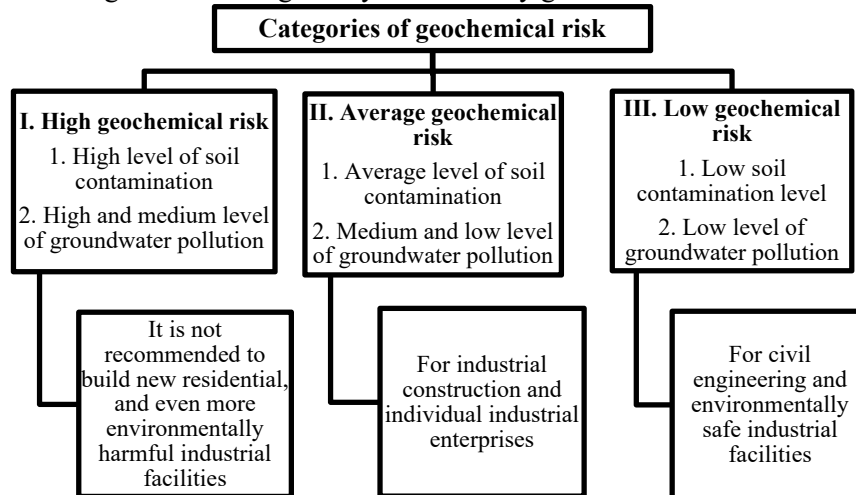 Categories of geochemical risk
I. High geochemical risk
1. High level of soil
contamination
2. High and medium level
of groundwater pollution
II. Average geochemical
risk
1. Average level of soil
contamination
2. Medium and low level
of groundwater pollution
III. Low geochemical
risk
1. Low soil
contamination level
2. Low level of
groundwater pollution
It is not
recommended to
build new residential,
and even more
environmentally
harmful industrial
facilities
For industrial
construction and
individual industrial
enterprises
For civil
engineering and
environmentally
safe industrial
facilities